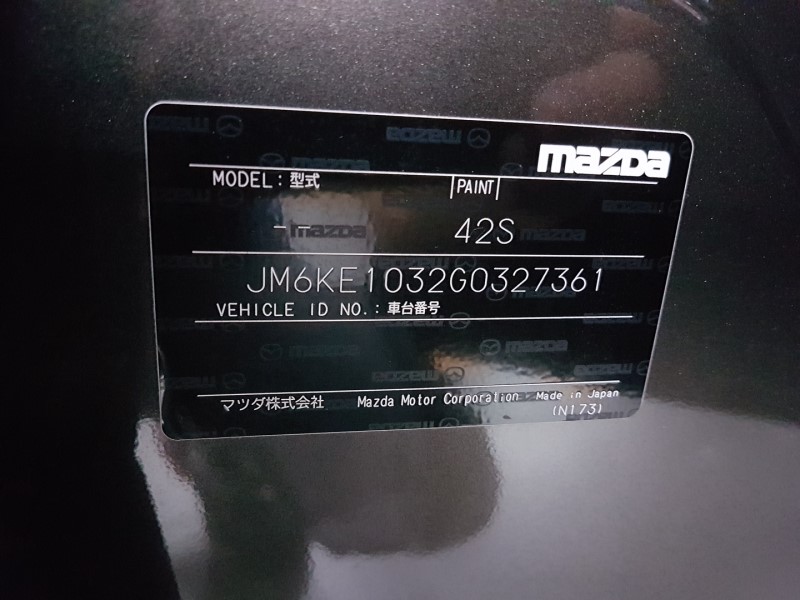 mazda
MODEL : 型式 PAINT
-- 42S
JM6KE1032G0327361
VEHICLE ID NO. : 車台番号
マツダ株式会社 Mazda Motor Corporation Made in Japan
(N173)